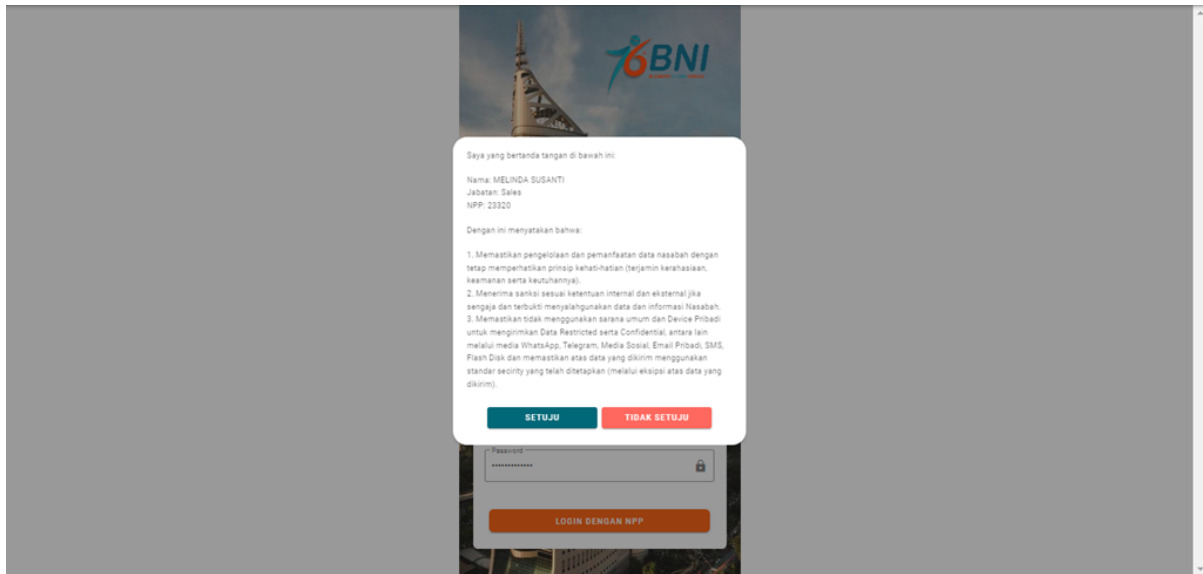 76 BNI
Saya yang bertanda tangan di bawah ini:
Nama: MELINDA SUSANTI
Jabatan: Sales
NPP: 23320
Dengan ini menyatakan bahwa:
1. Memastikan pengelolaan dan pemanfaatan data nasabah dengan
tetap memperhatikan prinsip kehati-hatian (terjamin kerahasiaan,
keamanan serta keutuhannya).
2. Menerima sanksi sesuai ketentuan internal dan eksternal jika
sengaja dan terbukti menyalahgunakan data dan informasi Nasabah.
3. Memastikan tidak menggunakan sarana umum dan Device Pribadi
untuk mengirimkan Data Restricted serta Confidential, antara lain
melalui media WhatsApp, Telegram, Media Sosial, Email Pribadi, SMS,
Flash Disk dan memastikan atas data yang dikirim menggunakan
standar secirity yang telah ditetapkan (melalui eksipsi atas data yang
dikirim).
SETUJU TIDAK SETUJU
Password
LOGIN DENGAN NPP